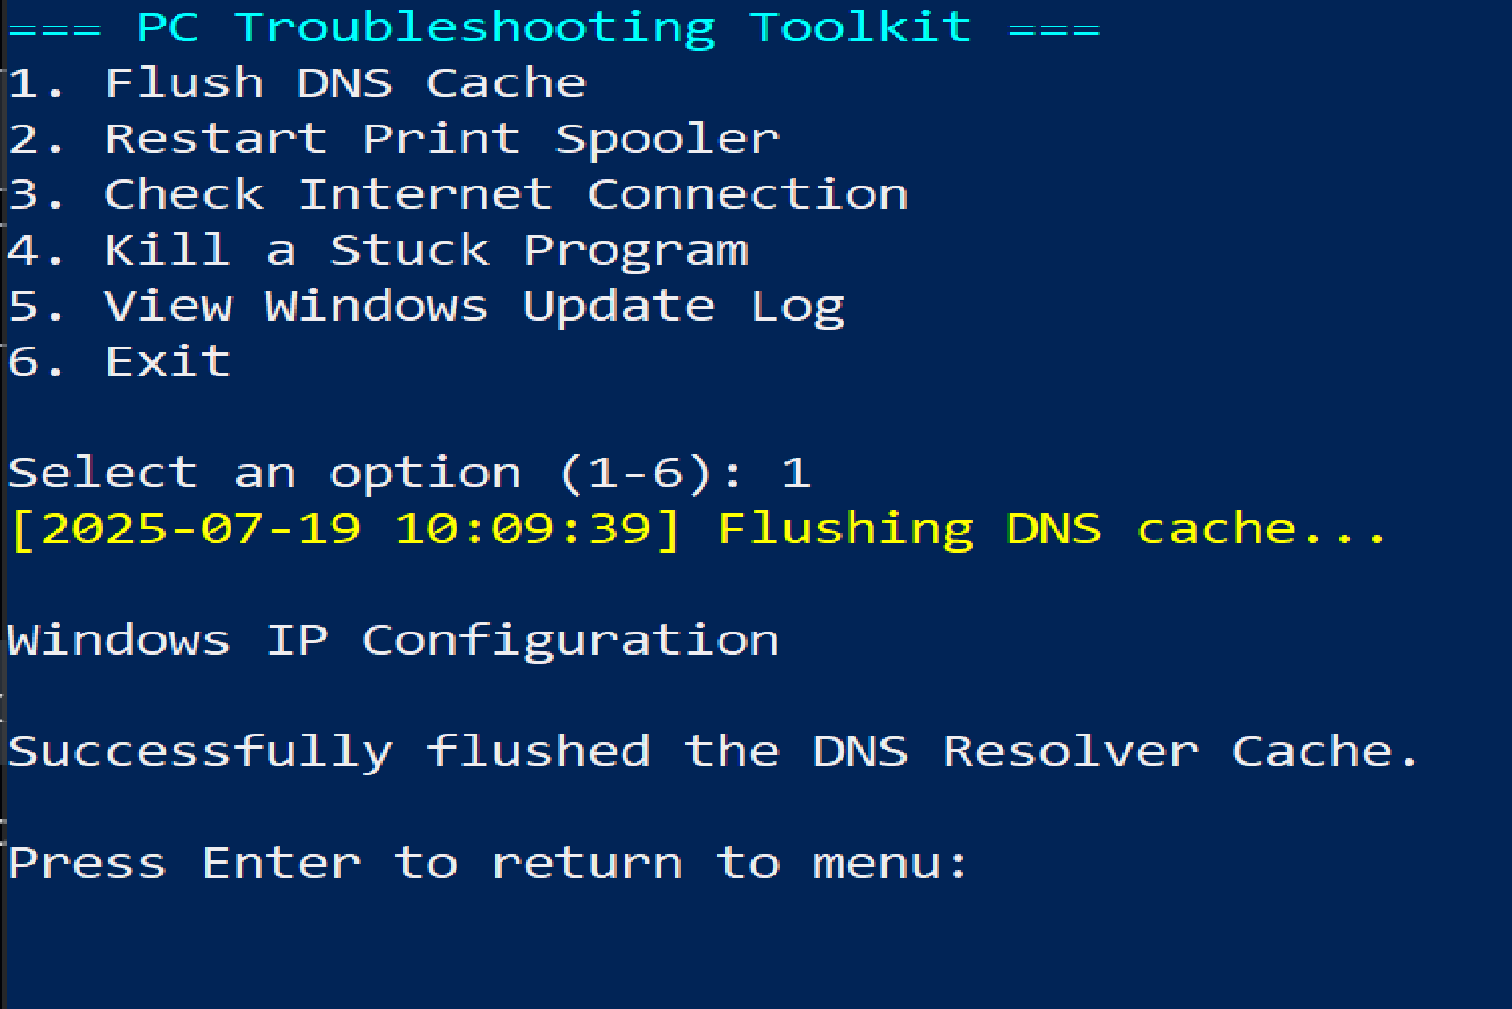 === PC Troubleshooting Toolkit ===
1. Flush DNS Cache
2. Restart Print Spooler
3. Check Internet Connection
4. Kill a Stuck Program
5. View Windows Update Log
6. Exit
Select an option (1-6): 1
[2025-07-19 10:09:39] Flushing DNS cache...
Windows IP Configuration
Successfully flushed the DNS Resolver Cache.
Press Enter to return to menu: